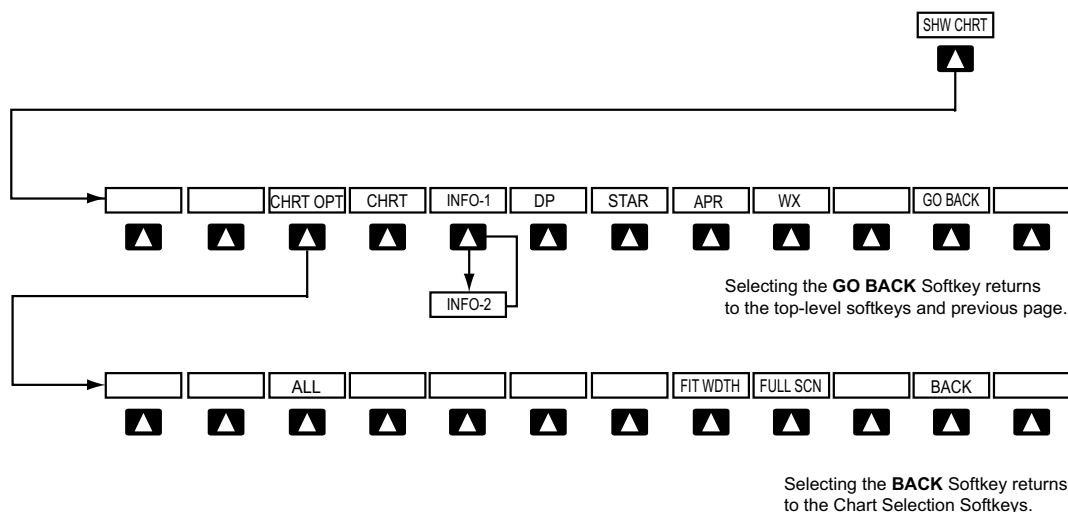 SHW CHRT
CHRT OPT CHRT INFO-1 DP STAR APR WX GO BACK
Selecting the GO BACK Softkey returns
to the top-level softkeys and previous page.
INFO-2
ALL FIT WDTH FULL SCN BACK
Selecting the BACK Softkey returns
to the Chart Selection Softkeys.